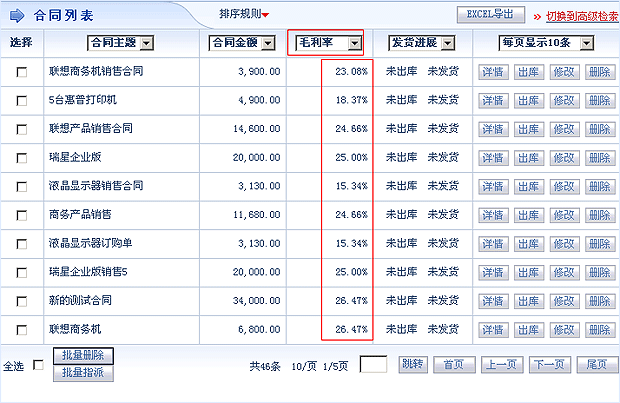 合同列表 排序规则 EXCEL导出 » 切换到高级检索
选择 合同主题 合同金额 毛利率 发货进展 每页显示10条
联想商务机销售合同 3,900.00 23.08% 未出库 未发货 详情 出库 修改 删除
5台惠普打印机 4,900.00 18.37% 未出库 未发货 详情 出库 修改 删除
联想产品销售合同 14,600.00 24.66% 未出库 未发货 详情 出库 修改 删除
瑞星企业版 20,000.00 25.00% 未出库 未发货 详情 出库 修改 删除
液晶显示器销售合同 3,130.00 15.34% 未出库 未发货 详情 出库 修改 删除
商务产品销售 11,680.00 24.66% 未出库 未发货 详情 出库 修改 删除
液晶显示器订购单 3,130.00 15.34% 未出库 未发货 详情 出库 修改 删除
瑞星企业版销售5 20,000.00 25.00% 未出库 未发货 详情 出库 修改 删除
新的测试合同 34,000.00 26.47% 未出库 未发货 详情 出库 修改 删除
联想商务机 6,800.00 26.47% 未出库 未发货 详情 出库 修改 删除
全选 批量删除 共46条 10/页 1/5页 跳转 首页 上一页 下一页 尾页
批量指派